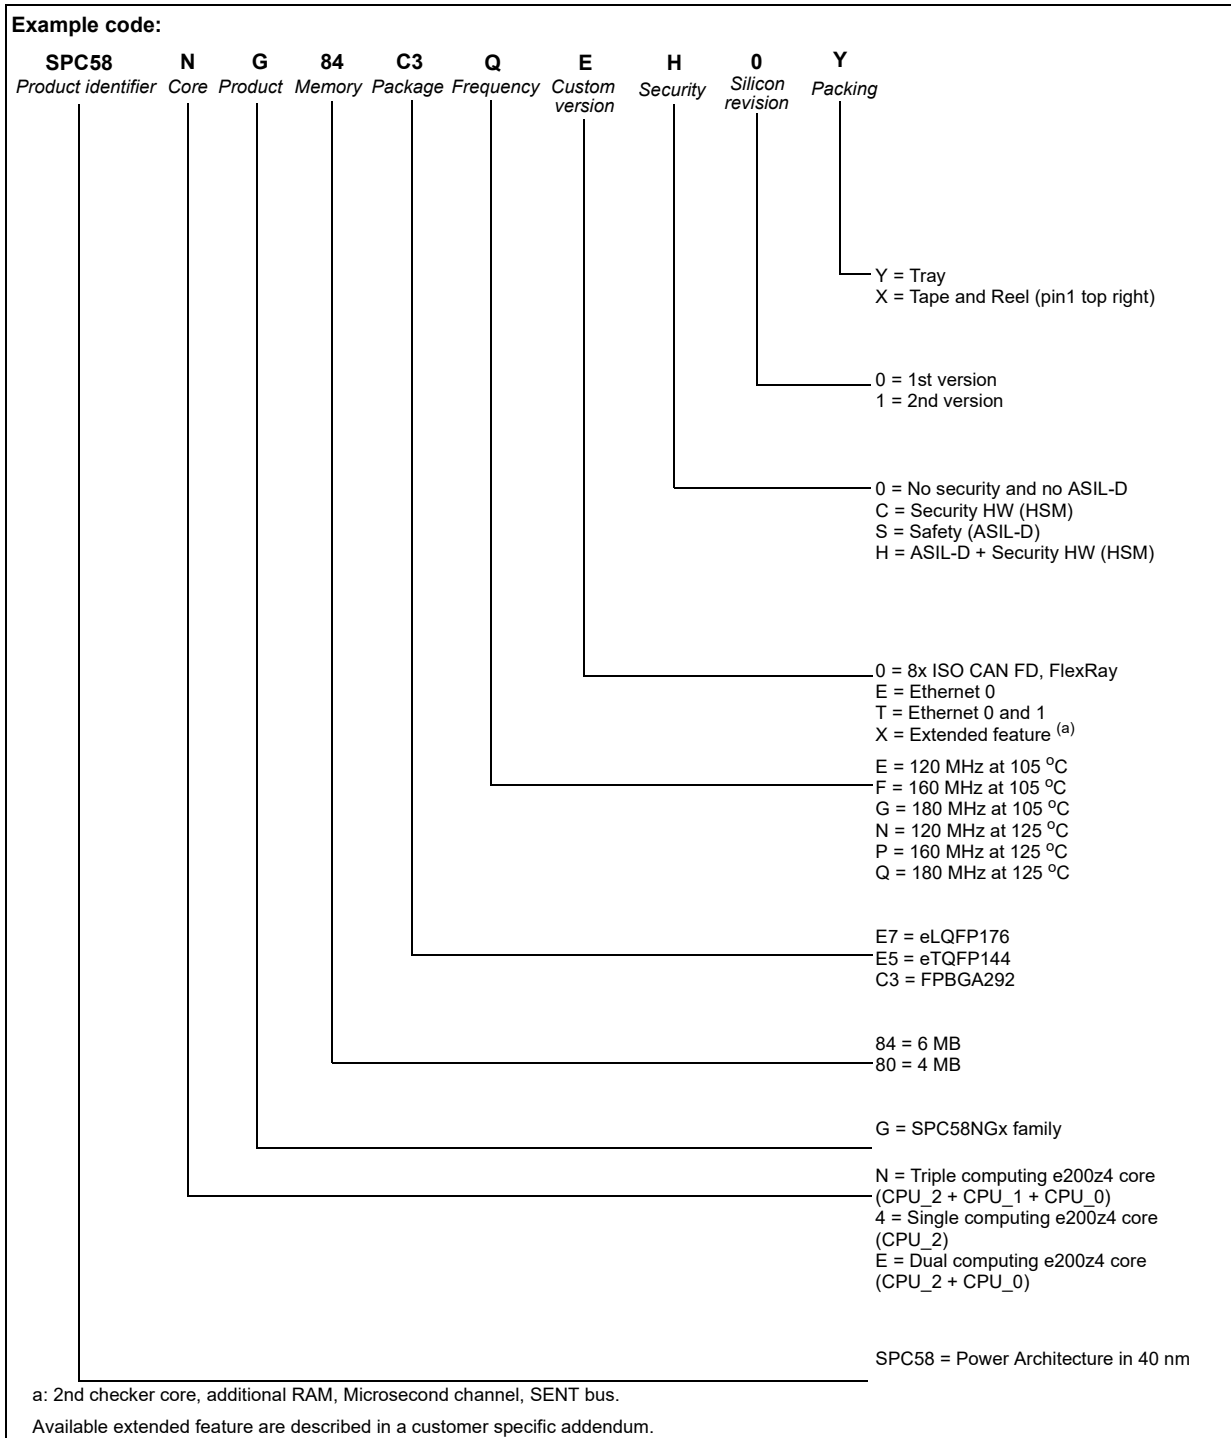 Example code:
SPC58 N G 84 C3 Q E H 0 Y
Product identifier Core Product Memory Package Frequency Custom version Security Silicon revision Packing
Y = Tray
X = Tape and Reel (pin1 top right)
0 = 1st version
1 = 2nd version
0 = No security and no ASIL-D
C = Security HW (HSM)
S = Safety (ASIL-D)
H = ASIL-D + Security HW (HSM)
0 = 8x ISO CAN FD, FlexRay
E = Ethernet 0
T = Ethernet 0 and 1
X = Extended feature (a)
E = 120 MHz at 105 ºC
F = 160 MHz at 105 ºC
G = 180 MHz at 105 ºC
N = 120 MHz at 125 ºC
P = 160 MHz at 125 ºC
Q = 180 MHz at 125 ºC
E7 = eLQFP176
E5 = eTQFP144
C3 = FPBGA292
84 = 6 MB
80 = 4 MB
G = SPC58NGx family
N = Triple computing e200z4 core
(CPU_2 + CPU_1 + CPU_0)
4 = Single computing e200z4 core
(CPU_2)
E = Dual computing e200z4 core
(CPU_2 + CPU_0)
SPC58 = Power Architecture in 40 nm
a: 2nd checker core, additional RAM, Microsecond channel, SENT bus.
Available extended feature are described in a customer specific addendum.